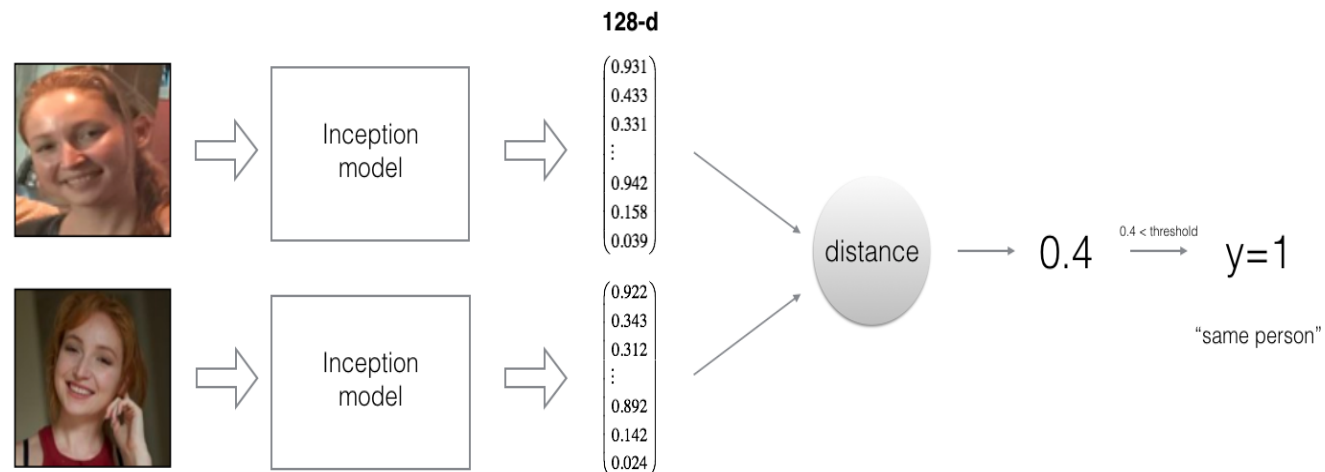 128-d
Inception
model
0.931
0.433
0.331
⋮
0.942
0.158
0.039
Inception
model
0.922
0.343
0.312
⋮
0.892
0.142
0.024
distance
0.4
0.4 < threshold
y=1
“same person”